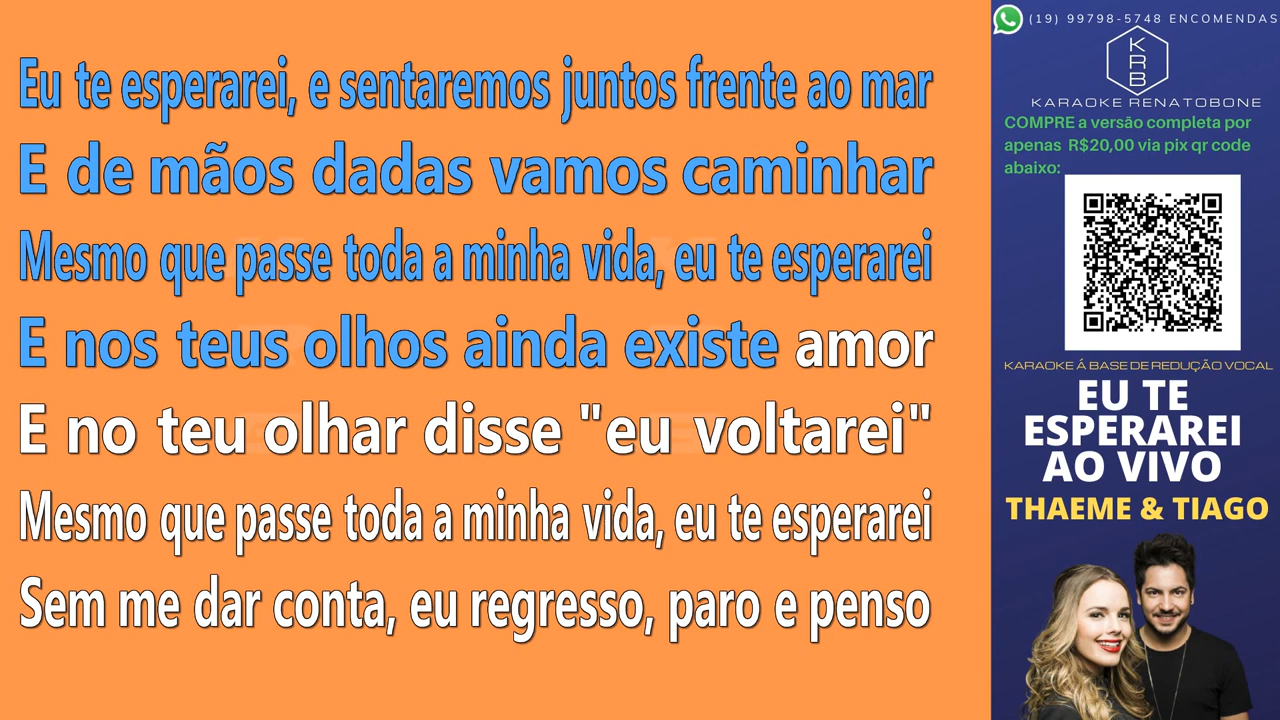 Eu te esperarei, e sentaremos juntos frente ao mar
E de mãos dadas vamos caminhar
Mesmo que passe toda a minha vida, eu te esperarei
E nos teus olhos ainda existe amor
E no teu olhar disse "eu voltarei"
Mesmo que passe toda a minha vida, eu te esperarei
Sem me dar conta, eu regresso, paro e penso
(19) 99798-5748 ENCOMENDAS
K
R
B
KARAOKE RENATOBONE
COMPRE a versão completa por
apenas R$20,00 via pix qr code
abaixo:
KARAOKE Á BASE DE REDUÇÃO VOCAL
EU TE
ESPERAREI
AO VIVO
THAEME & TIAGO